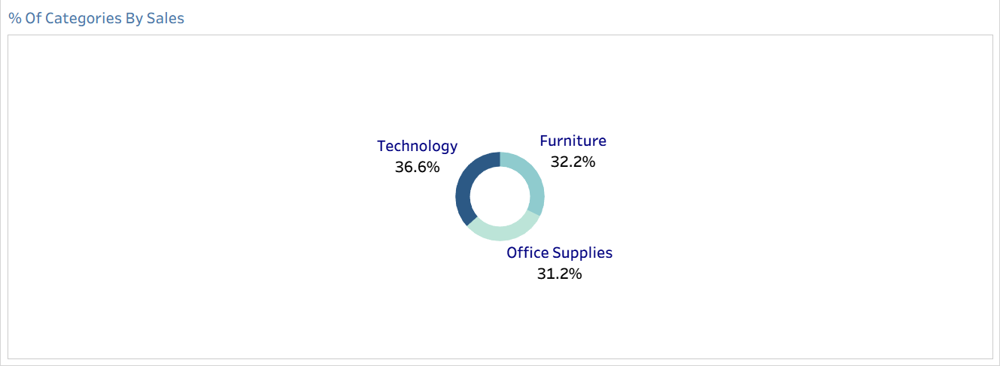 % Of Categories By Sales
Technology
36.6%
Furniture
32.2%
Office Supplies
31.2%